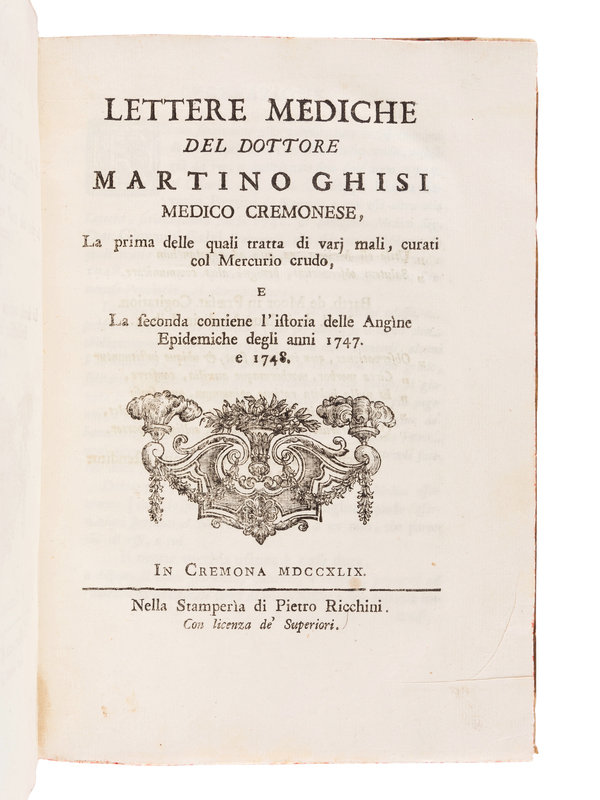 LETTERE MEDICHE
DEL DOTTORE
MARTINO GHISI
MEDICO CREMONESE,
La prima delle quali tratta di varj mali, curati
col Mercurio crudo,
E
La ſeconda contiene l'iſtoria delle Angìne
Epidemiche degli anni 1747.
e 1748.
IN CREMONA MDCCXLIX.
Nella Stamperìa di Pietro Ricchini.
Con licenza de' Superiori.